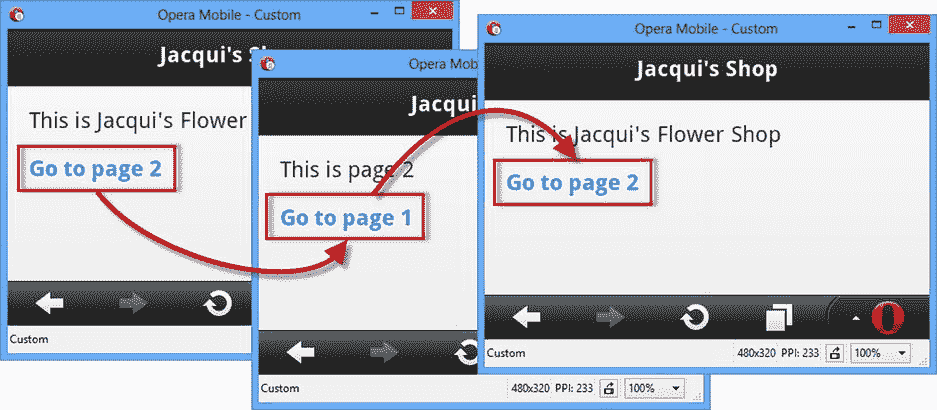 Opera Mobile - Custom
Jacqui's S
This is Jacqui's Flower
Go to page 2
Custom
Opera Mob
Jacqui
This is page 2
Go to page 1
Custom
480x320 PPI: 233
100%
Opera Mobile - Custom
Jacqui's Shop
This is Jacqui's Flower Shop
Go to page 2
Custom
480x320 PPI: 233
100%